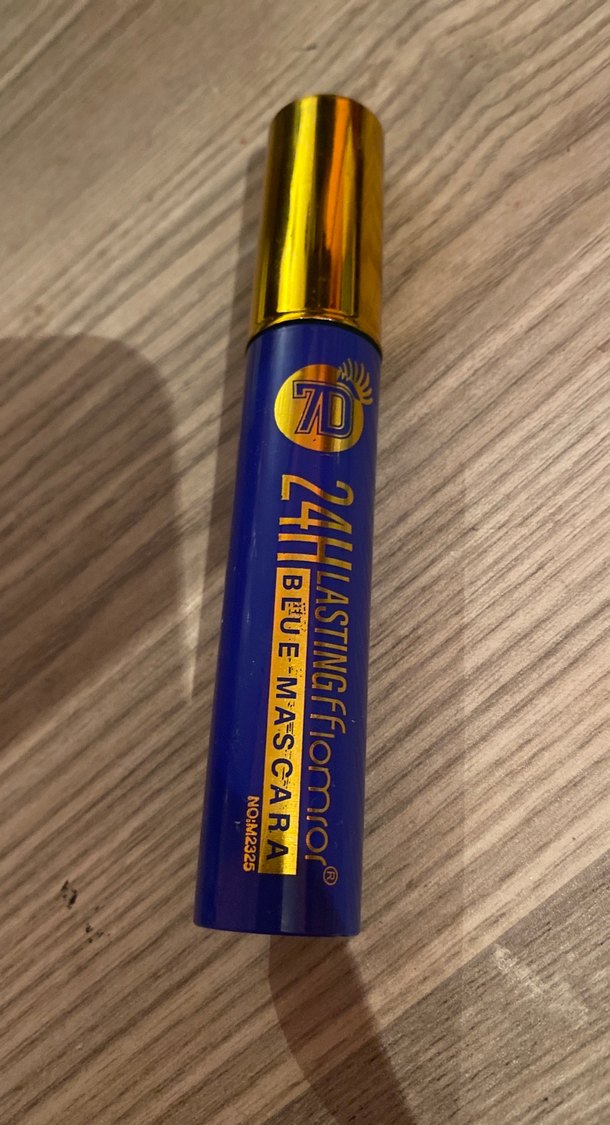 7D
24H LASTING ffiomror®
BLUE MASCARA
NO:M2325